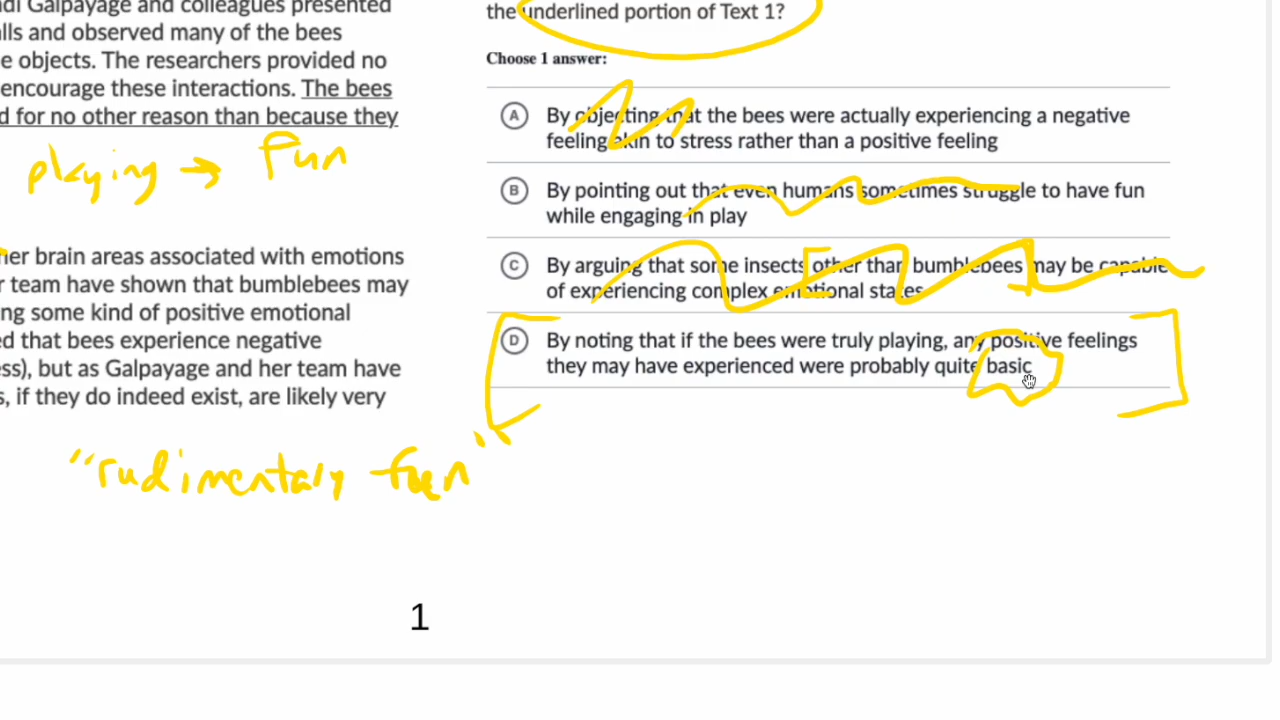 ndi Galpayage and colleagues presented
alls and observed many of the bees
e objects. The researchers provided no
encourage these interactions. The bees
d for no other reason than because they
playing → fun
her brain areas associated with emotions
r team have shown that bumblebees may
ng some kind of positive emotional
ed that bees experience negative
ess), but as Galpayage and her team have
s, if they do indeed exist, are likely very
"rudimentary fun"
the underlined portion of Text 1?
Choose 1 answer:
A By objecting that the bees were actually experiencing a negative
feeling akin to stress rather than a positive feeling
B By pointing out that even humans sometimes struggle to have fun
while engaging in play
C By arguing that some insects other than bumblebees may be capable
of experiencing complex emotional states
D By noting that if the bees were truly playing, any positive feelings
they may have experienced were probably quite basic
1